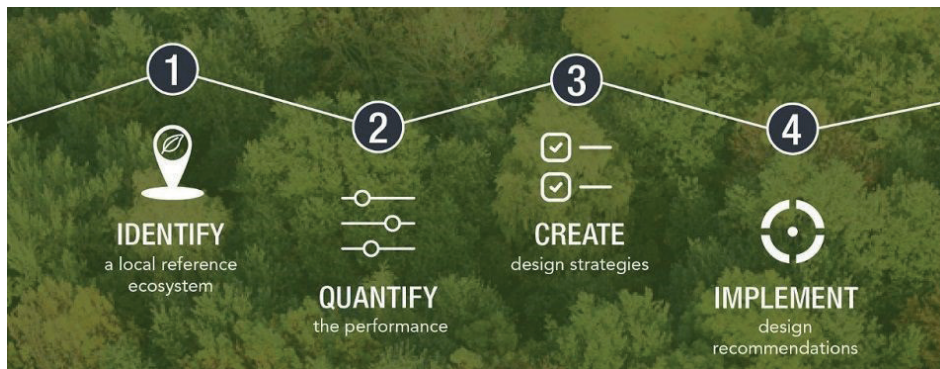 1
IDENTIFY
a local reference
ecosystem
2
QUANTIFY
the performance
3
CREATE
design strategies
4
IMPLEMENT
design
recommendations